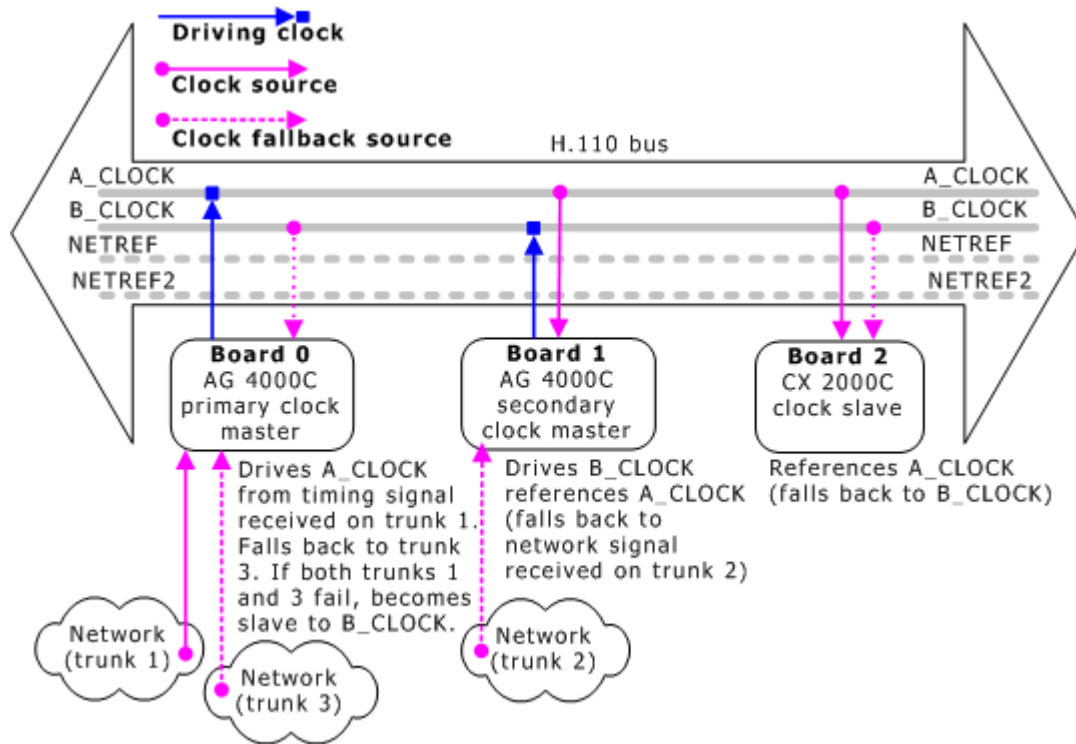 Driving clock
Clock source
Clock fallback source
H.110 bus
A_CLOCK
A_CLOCK
B_CLOCK
B_CLOCK
NETREF
NETREF
NETREF2
NETREF2
Board 0
AG 4000C
primary clock
master
Board 1
AG 4000C
secondary
clock master
Board 2
CX 2000C
clock slave
Drives A_CLOCK
from timing signal
received on trunk 1.
Falls back to trunk
3. If both trunks 1
and 3 fail, becomes
slave to B_CLOCK.
Drives B_CLOCK
references A_CLOCK
(falls back to
network signal
received on trunk 2)
References A_CLOCK
(falls back to B_CLOCK)
Network
(trunk 1)
Network
(trunk 3)
Network
(trunk 2)